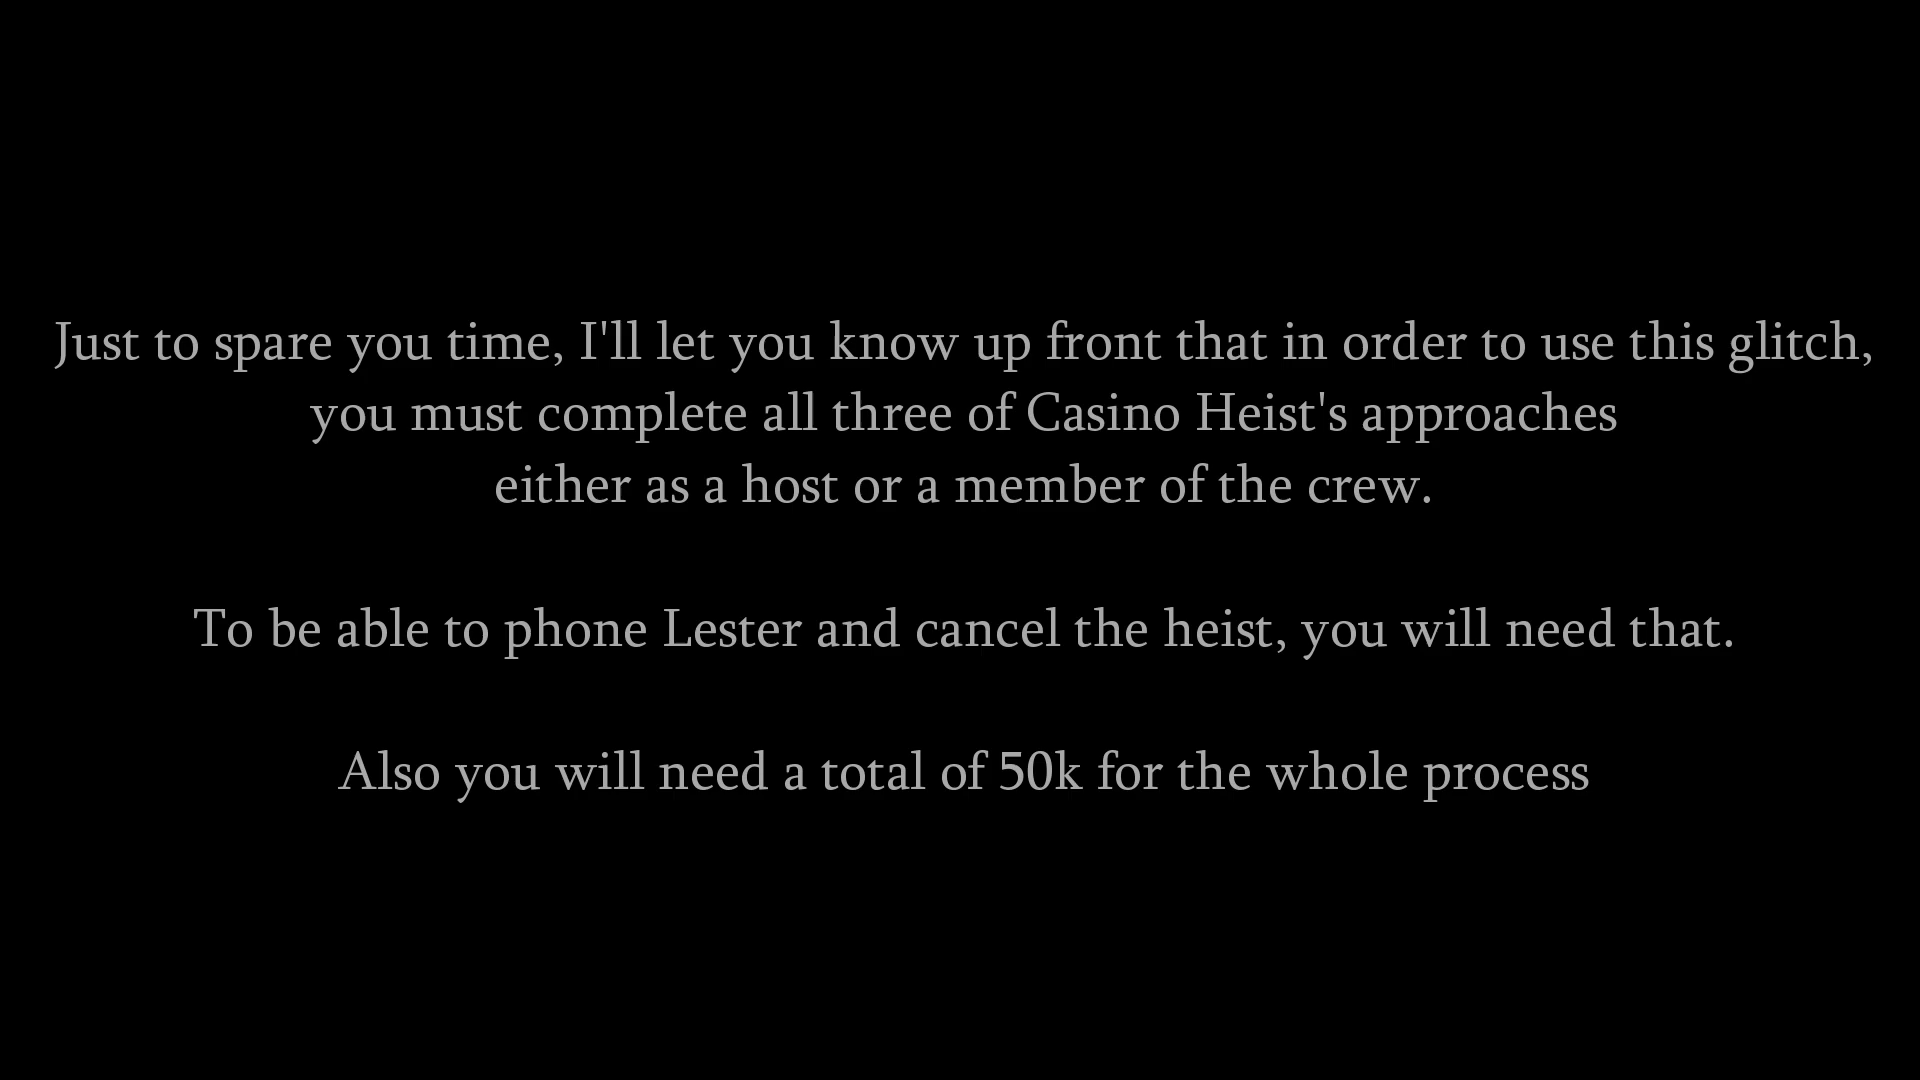 Just to spare you time, I'll let you know up front that in order to use this glitch,
you must complete all three of Casino Heist's approaches
either as a host or a member of the crew.
To be able to phone Lester and cancel the heist, you will need that.
Also you will need a total of 50k for the whole process